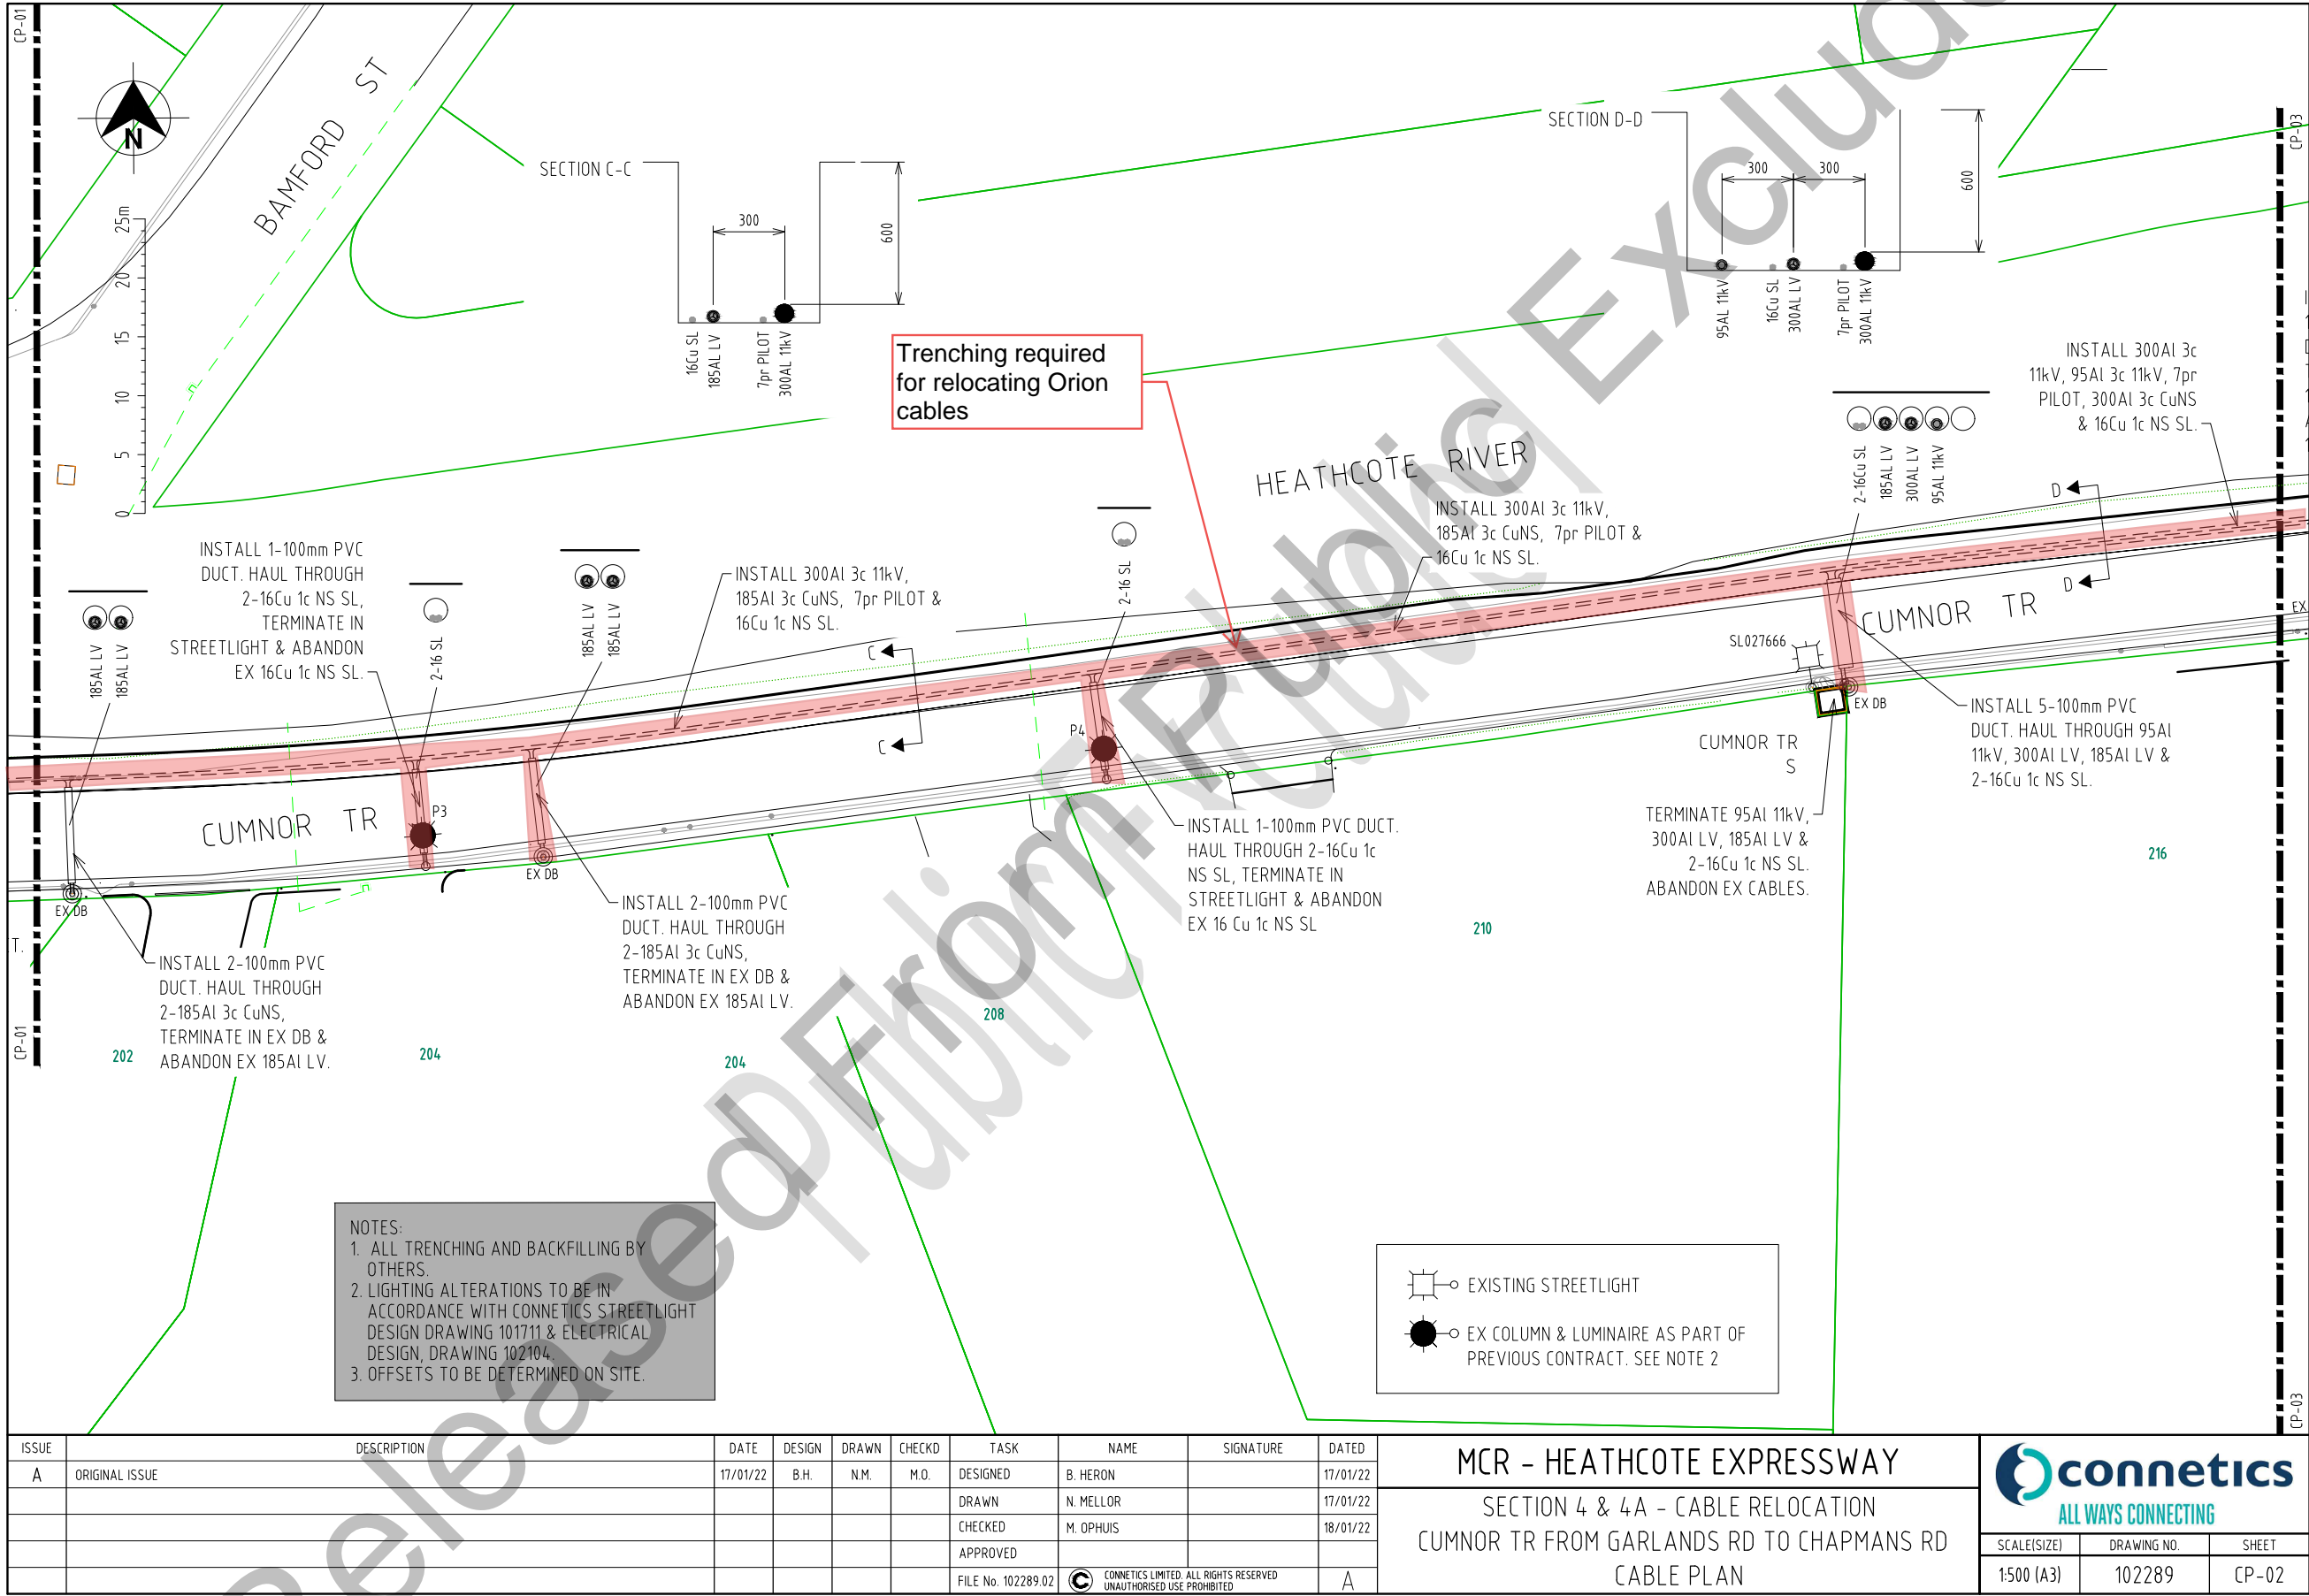 CP-01
BAMFORD ST
N
25m
20
15
10
5
0
SECTION C-C
300
600
16Cu SL
185AL LV
7pr PILOT
300AL 11kV
SECTION D-D
300
300
600
95AL 11kV
16Cu SL
300AL LV
7pr PILOT
300AL 11kV
CP-03
Trenching required
for relocating Orion
cables
HEATHCOTE RIVER
INSTALL 300Al 3c
11kV, 95Al 3c 11kV, 7pr
PILOT, 300Al 3c CuNS
& 16Cu 1c NS SL.
2-16Cu SL
185AL LV
300AL LV
95AL 11kV
INSTALL 300Al 3c 11kV,
185Al 3c CuNS, 7pr PILOT &
16Cu 1c NS SL.
D
D
INSTALL 1-100mm PVC
DUCT. HAUL THROUGH
2-16Cu 1c NS SL,
TERMINATE IN
STREETLIGHT & ABANDON
EX 16Cu 1c NS SL.
185AL LV
185AL LV
2-16 SL
185AL LV
185AL LV
INSTALL 300Al 3c 11kV,
185Al 3c CuNS, 7pr PILOT &
16Cu 1c NS SL.
2-16 SL
C
C
SL027666
CUMNOR TR
EX
P4
P3
CUMNOR TR
EX DB
EX DB
EX DB
CUMNOR TR
S
INSTALL 5-100mm PVC
DUCT. HAUL THROUGH 95Al
11kV, 300Al LV, 185Al LV &
2-16Cu 1c NS SL.
TERMINATE 95Al 11kV,
300Al LV, 185Al LV &
2-16Cu 1c NS SL.
ABANDON EX CABLES.
INSTALL 1-100mm PVC DUCT.
HAUL THROUGH 2-16Cu 1c
NS SL, TERMINATE IN
STREETLIGHT & ABANDON
EX 16 Cu 1c NS SL
INSTALL 2-100mm PVC
DUCT. HAUL THROUGH
2-185Al 3c CuNS,
TERMINATE IN EX DB &
ABANDON EX 185Al LV.
T.
INSTALL 2-100mm PVC
DUCT. HAUL THROUGH
2-185Al 3c CuNS,
TERMINATE IN EX DB &
ABANDON EX 185Al LV.
CP-01
202
204
204
208
210
216
NOTES:
1. ALL TRENCHING AND BACKFILLING BY
OTHERS.
2. LIGHTING ALTERATIONS TO BE IN
ACCORDANCE WITH CONNETICS STREETLIGHT
DESIGN DRAWING 101711 & ELECTRICAL
DESIGN, DRAWING 102104.
3. OFFSETS TO BE DETERMINED ON SITE.
EXISTING STREETLIGHT
EX COLUMN & LUMINAIRE AS PART OF
PREVIOUS CONTRACT. SEE NOTE 2
CP-03
Released From Public Exclu
Public Excluded
ISSUE DESCRIPTION DATE DESIGN DRAWN CHECKD TASK NAME SIGNATURE DATED
A ORIGINAL ISSUE 17/01/22 B.H. N.M. M.O. DESIGNED B. HERON 17/01/22
DRAWN N. MELLOR 17/01/22
CHECKED M. OPHUIS 18/01/22
APPROVED
FILE No. 102289.02 © CONNETICS LIMITED. ALL RIGHTS RESERVED
UNAUTHORISED USE PROHIBITED
A
MCR - HEATHCOTE EXPRESSWAY
SECTION 4 & 4A - CABLE RELOCATION
CUMNOR TR FROM GARLANDS RD TO CHAPMANS RD
CABLE PLAN
connetics
ALL WAYS CONNECTING
SCALE(SIZE) DRAWING NO. SHEET
1:500 (A3) 102289 CP-02